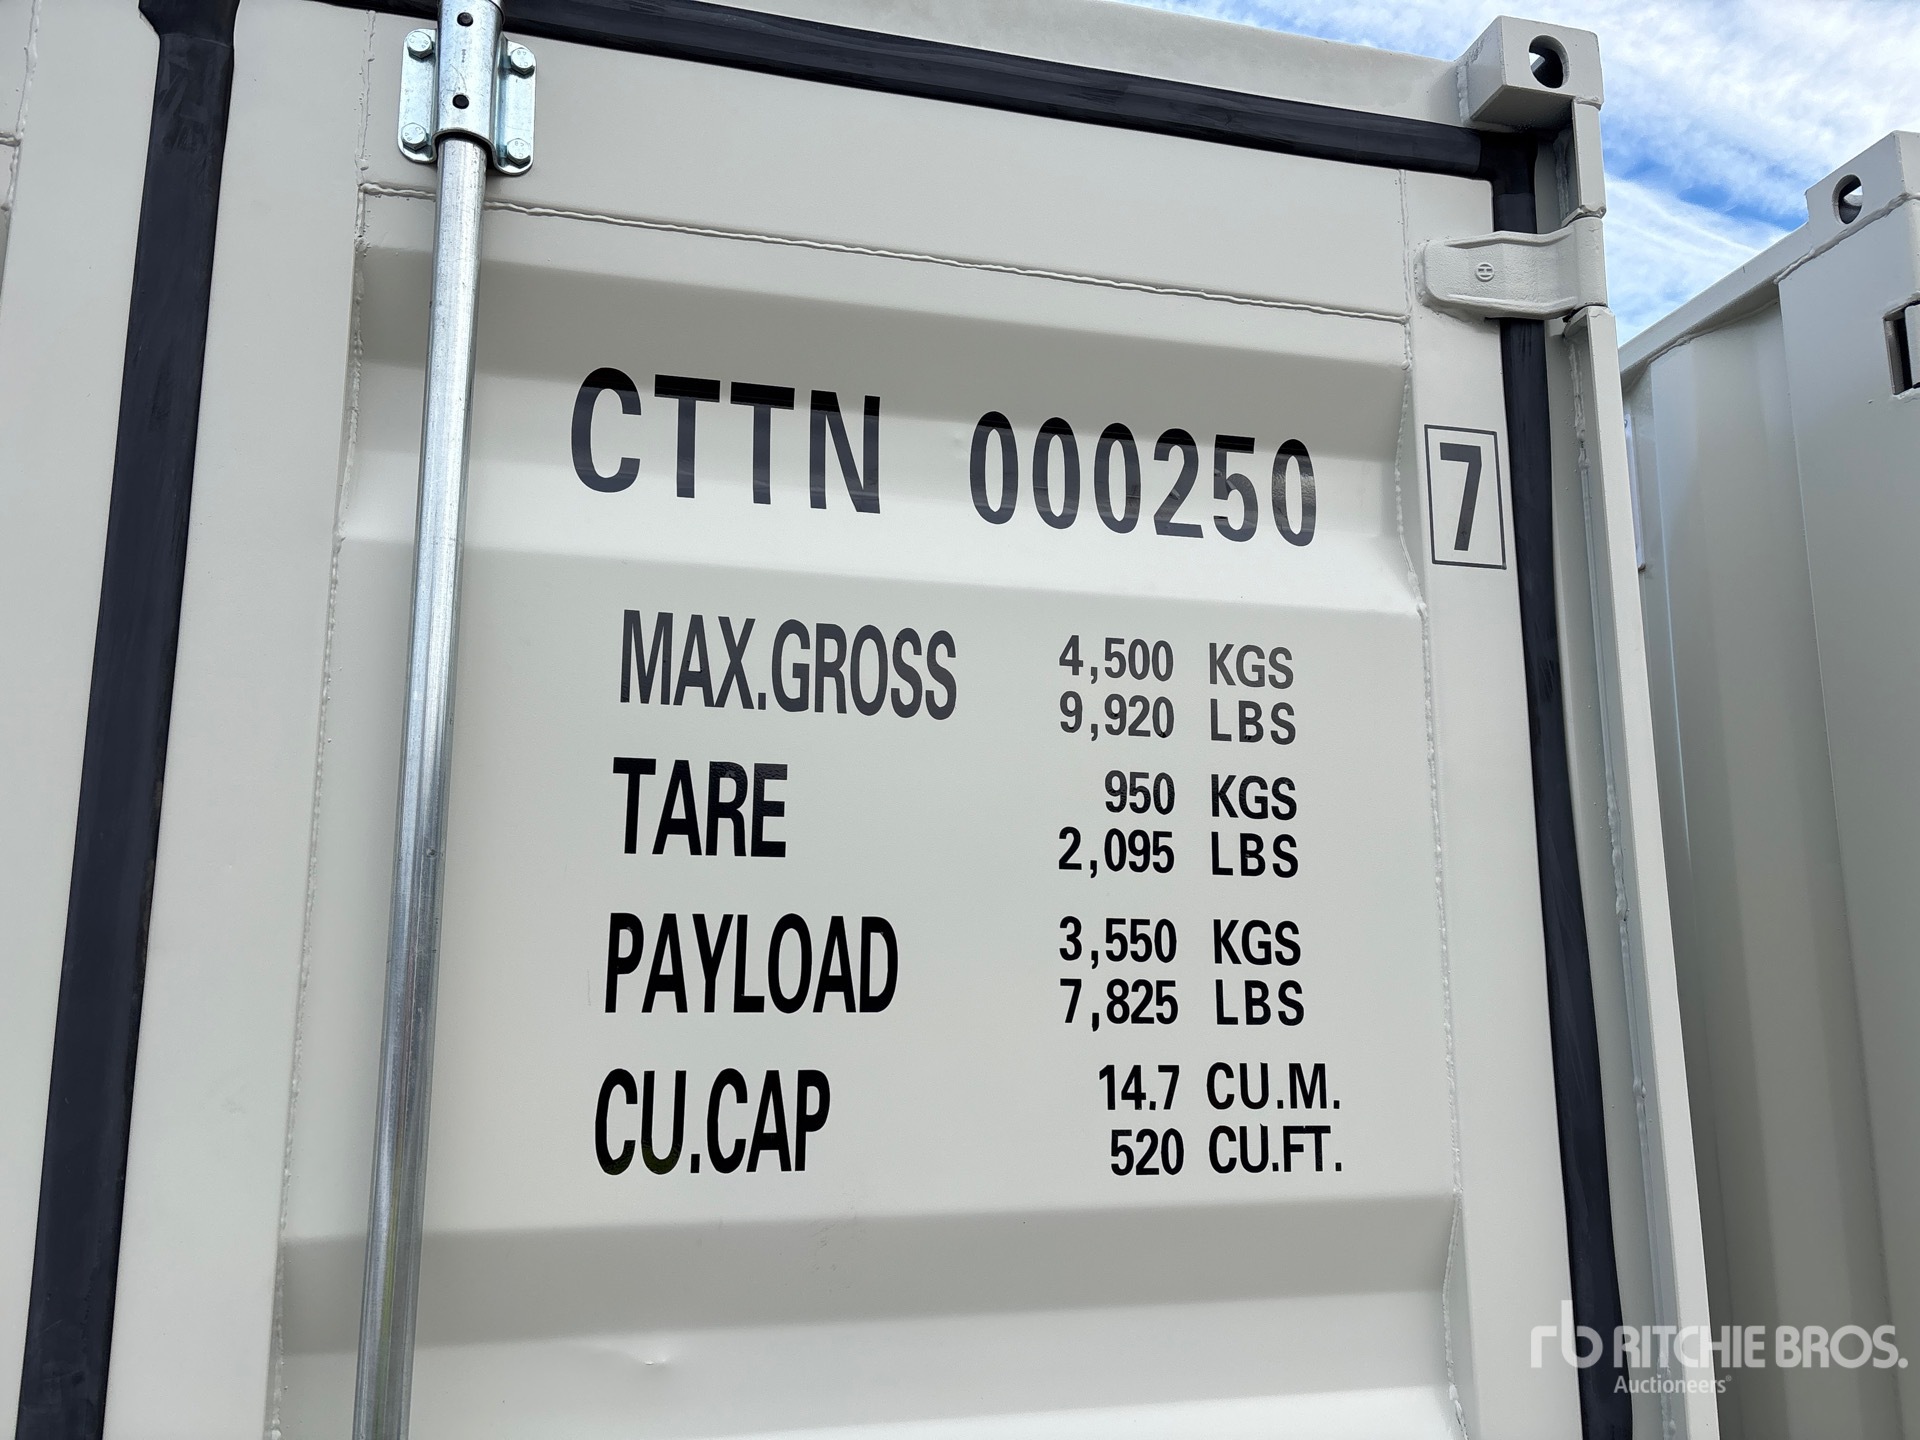 CTTN 000250 7
MAX.GROSS 4,500 KGS
9,920 LBS
TARE 950 KGS
2,095 LBS
PAYLOAD 3,550 KGS
7,825 LBS
CU.CAP 14.7 CU.M.
520 CU.FT.
rb RITCHIE BROS.
Auctioneers